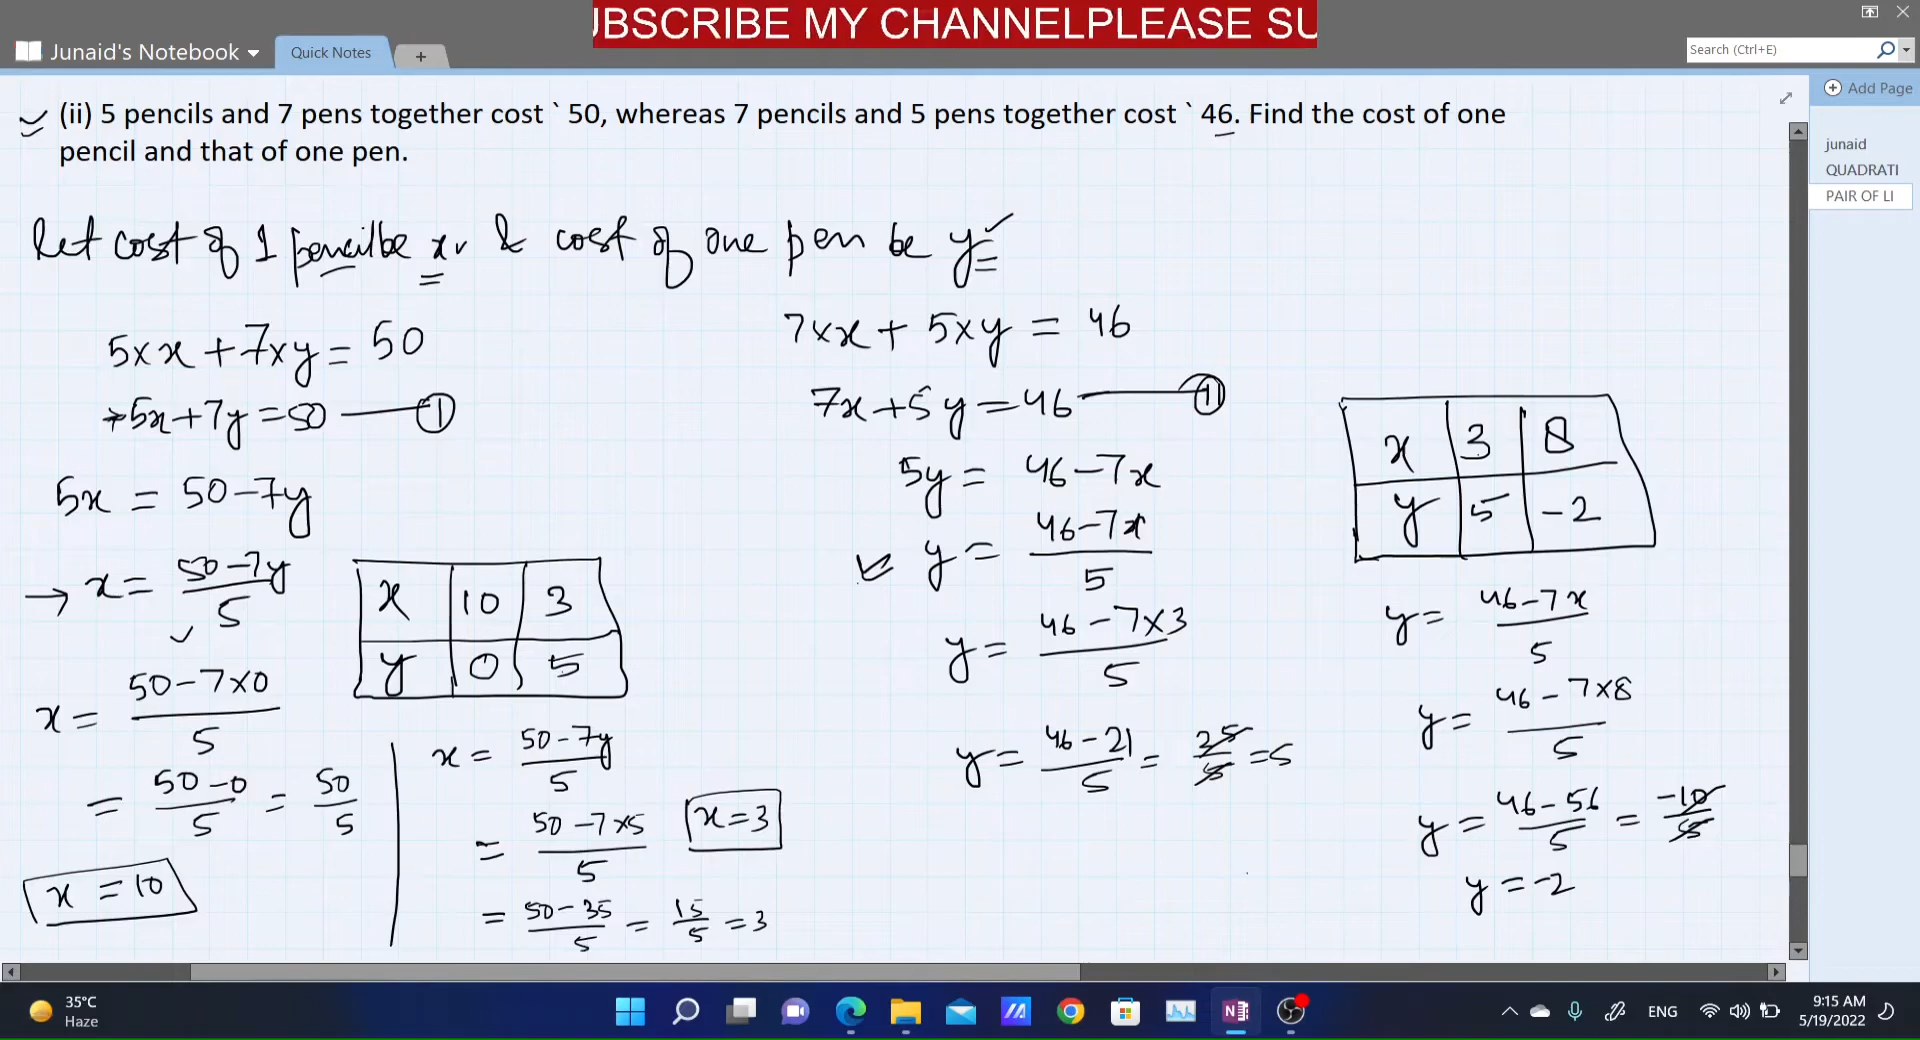 UBSCRIBE MY CHANNELPLEASE SU
Junaid's Notebook
Quick Notes
+
Search (Ctrl+E)
Add Page
junaid
QUADRATI
PAIR OF LI
(ii) 5 pencils and 7 pens together cost ` 50, whereas 7 pencils and 5 pens together cost ` 46. Find the cost of one
pencil and that of one pen.
Let cost of 1 pencil be x & cost of one pen be y
5×x + 7×y = 50
5x+7y=50 — ①
5x = 50-7y
→ x = (50-7y)/5
x = (50-7×0)/5
= (50-0)/5 = 50/5
x = 10
x | 10 | 3
y | 0 | 5
x = (50-7y)/5
= (50-7×5)/5
x=3
= (50-35)/5 = 15/5 = 3
7×x + 5×y = 46
7x+5y=46 — ⑪
5y = 46-7x
y = (46-7x)/5
y = (46-7×3)/5
y = (46-21)/5 = 25/5 = 5
x | 3 | 8
y | 5 | -2
y = (46-7x)/5
y = (46-7×8)/5
y = (46-56)/5 = -10/5
y = -2
35°C
Haze
ENG
9:15 AM
5/19/2022